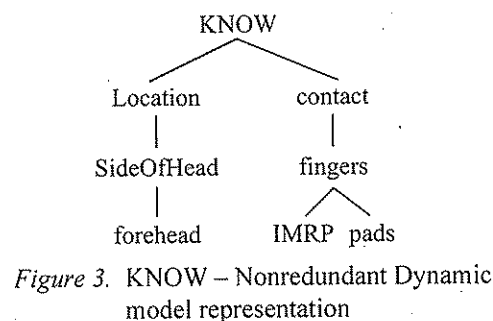 KNOW
Location contact
SideOfHead fingers
forehead IMRP pads
Figure 3. KNOW – Nonredundant Dynamic
model representation